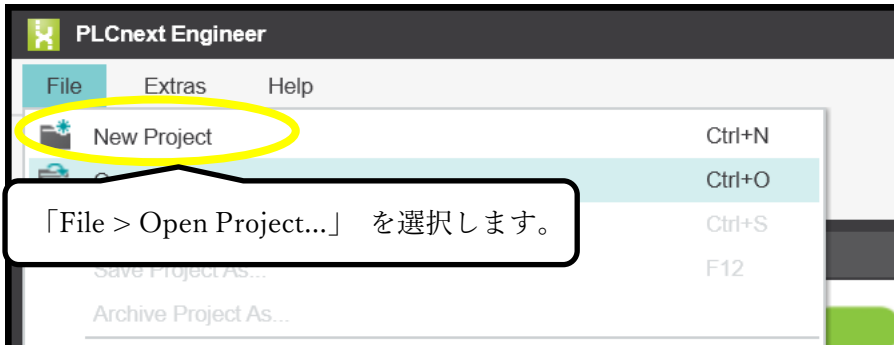 PLCnext Engineer
File Extras Help
New Project Ctrl+N
Ctrl+O
「File > Open Project...」 を選択します。
Ctrl+S
Save Project As... F12
Archive Project As...